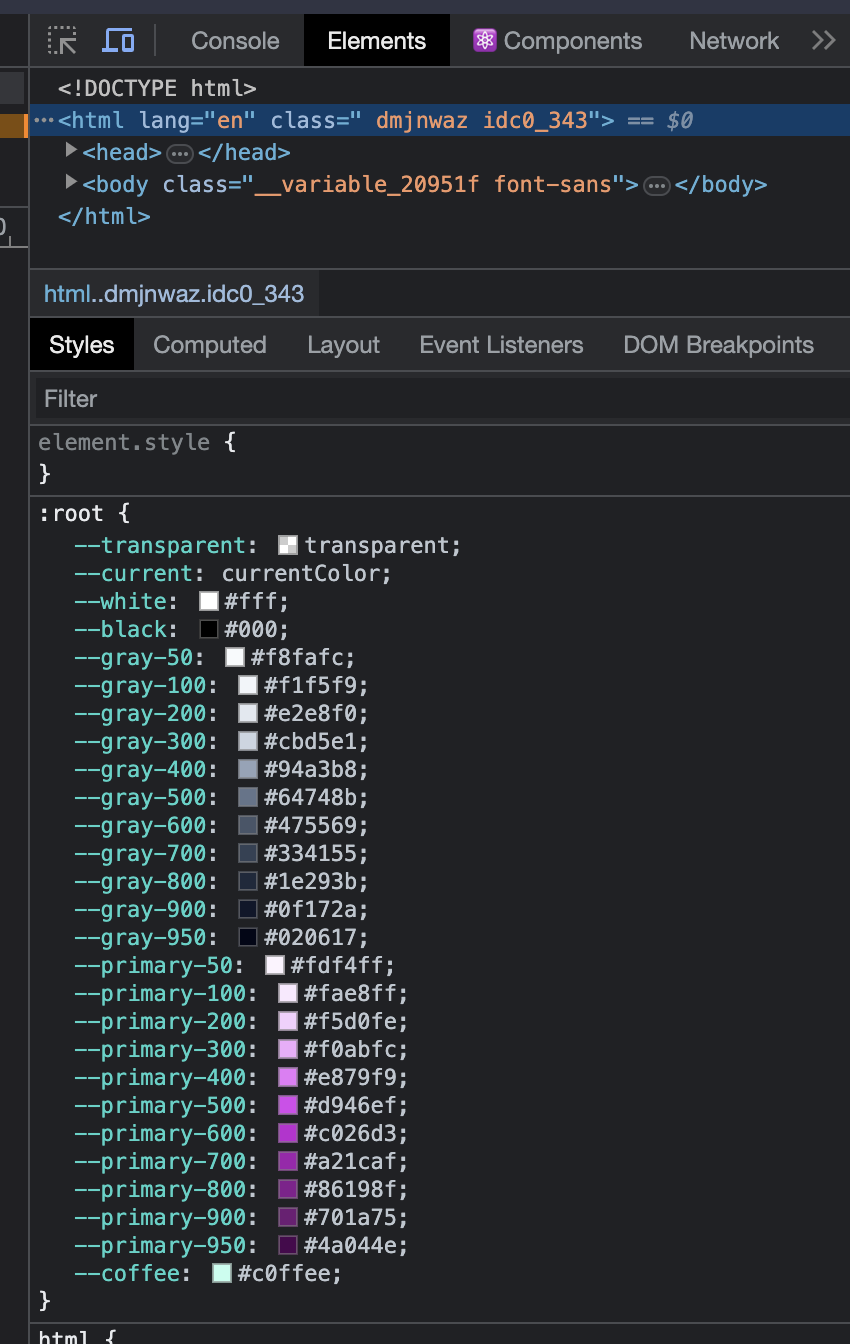 Console Elements Components Network
<!DOCTYPE html>
<html lang="en" class=" dmjnwaz idc0_343"> == $0
<head> </head>
<body class="__variable_20951f font-sans"> </body>
</html>
0
html..dmjnwaz.idc0_343
Styles Computed Layout Event Listeners DOM Breakpoints
Filter
element.style {
}
:root {
--transparent: transparent;
--current: currentColor;
--white: #fff;
--black: #000;
--gray-50: #f8fafc;
--gray-100: #f1f5f9;
--gray-200: #e2e8f0;
--gray-300: #cbd5e1;
--gray-400: #94a3b8;
--gray-500: #64748b;
--gray-600: #475569;
--gray-700: #334155;
--gray-800: #1e293b;
--gray-900: #0f172a;
--gray-950: #020617;
--primary-50: #fdf4ff;
--primary-100: #fae8ff;
--primary-200: #f5d0fe;
--primary-300: #f0abfc;
--primary-400: #e879f9;
--primary-500: #d946ef;
--primary-600: #c026d3;
--primary-700: #a21caf;
--primary-800: #86198f;
--primary-900: #701a75;
--primary-950: #4a044e;
--coffee: #c0ffee;
}
html {